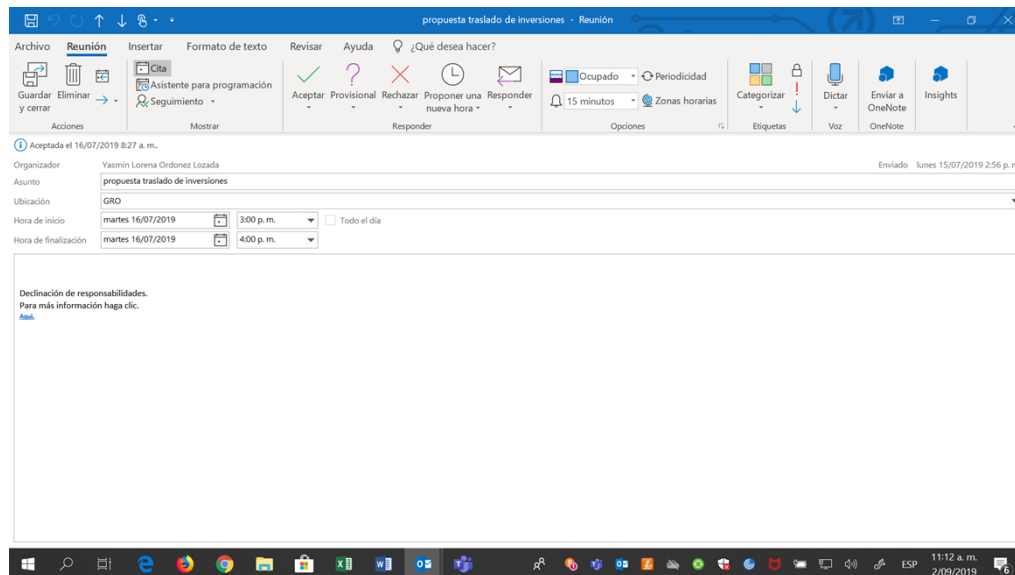 propuesta traslado de inversiones - Reunión
Archivo Reunión Insertar Formato de texto Revisar Ayuda ¿Qué desea hacer?
Guardar y cerrar
Eliminar
Cita
Asistente para programación
Seguimiento
Aceptar
Provisional
Rechazar
Proponer una nueva hora
Responder
Ocupado
Periodicidad
15 minutos
Zonas horarias
Categorizar
Dictar
Enviar a OneNote
Insights
Acciones Mostrar Responder Opciones Etiquetas Voz OneNote
Aceptada el 16/07/2019 8:27 a. m..
Organizador Yasmin Lorena Ordonez Lozada Enviado lunes 15/07/2019 2:56 p. m
Asunto propuesta traslado de inversiones
Ubicación GRO
Hora de inicio martes 16/07/2019 3:00 p. m. Todo el día
Hora de finalización martes 16/07/2019 4:00 p. m.
Declinación de responsabilidades.
Para más información haga clic.
Aquí.
ESP
11:12 a. m.
2/09/2019
6